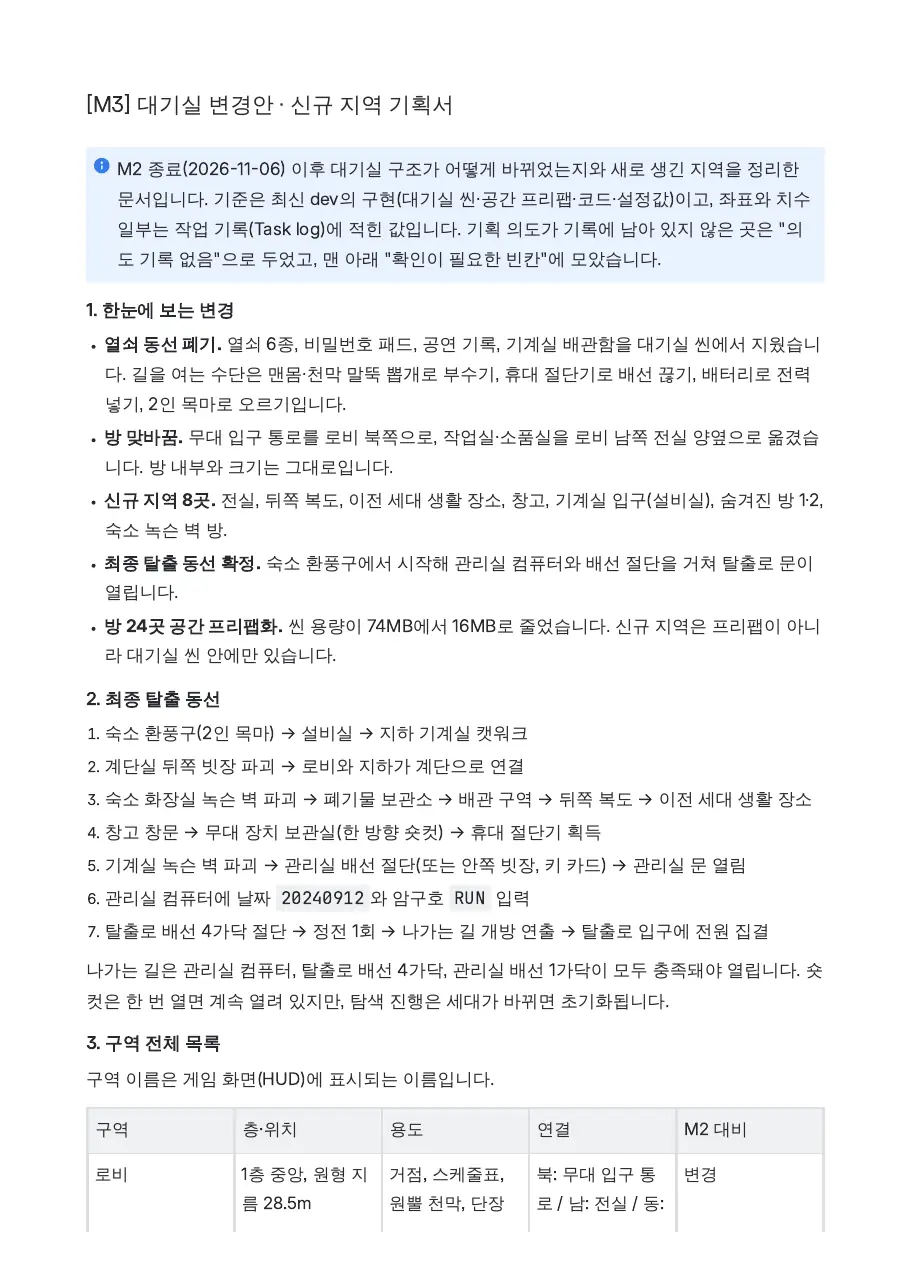 [M3] 대기실 변경안 · 신규 지역 기획서
M2 종료(2026-11-06) 이후 대기실 구조가 어떻게 바뀌었는지와 새로 생긴 지역을 정리한
문서입니다. 기준은 최신 dev의 구현(대기실 씬·공간 프리팹·코드·설정값)이고, 좌표와 치수
일부는 작업 기록(Task log)에 적힌 값입니다. 기획 의도가 기록에 남아 있지 않은 곳은 "의
도 기록 없음"으로 두었고, 맨 아래 "확인이 필요한 빈칸"에 모았습니다.
1. 한눈에 보는 변경
• 열쇠 동선 폐기. 열쇠 6종, 비밀번호 패드, 공연 기록, 기계실 배관함을 대기실 씬에서 지웠습니
다. 길을 여는 수단은 맨몸·천막 말뚝 뽑개로 부수기, 휴대 절단기로 배선 끊기, 배터리로 전력
넣기, 2인 목마로 오르기입니다.
• 방 맞바꿈. 무대 입구 통로를 로비 북쪽으로, 작업실·소품실을 로비 남쪽 전실 양옆으로 옮겼습
니다. 방 내부와 크기는 그대로입니다.
• 신규 지역 8곳. 전실, 뒤쪽 복도, 이전 세대 생활 장소, 창고, 기계실 입구(설비실), 숨겨진 방 1·2,
숙소 녹슨 벽 방.
• 최종 탈출 동선 확정. 숙소 환풍구에서 시작해 관리실 컴퓨터와 배선 절단을 거쳐 탈출로 문이
열립니다.
• 방 24곳 공간 프리팹화. 씬 용량이 74MB에서 16MB로 줄었습니다. 신규 지역은 프리팹이 아니
라 대기실 씬 안에만 있습니다.
2. 최종 탈출 동선
1. 숙소 환풍구(2인 목마) → 설비실 → 지하 기계실 캣워크
2. 계단실 뒤쪽 빗장 파괴 → 로비와 지하가 계단으로 연결
3. 숙소 화장실 녹슨 벽 파괴 → 폐기물 보관소 → 배관 구역 → 뒤쪽 복도 → 이전 세대 생활 장소
4. 창고 창문 → 무대 장치 보관실(한 방향 숏컷) → 휴대 절단기 획득
5. 기계실 녹슨 벽 파괴 → 관리실 배선 절단(또는 안쪽 빗장, 키 카드) → 관리실 문 열림
6. 관리실 컴퓨터에 날짜 20240912 와 암구호 RUN 입력
7. 탈출로 배선 4가닥 절단 → 정전 1회 → 나가는 길 개방 연출 → 탈출로 입구에 전원 집결
나가는 길은 관리실 컴퓨터, 탈출로 배선 4가닥, 관리실 배선 1가닥이 모두 충족돼야 열립니다. 숏
컷은 한 번 열면 계속 열려 있지만, 탐색 진행은 세대가 바뀌면 초기화됩니다.
3. 구역 전체 목록
구역 이름은 게임 화면(HUD)에 표시되는 이름입니다.
구역 층·위치 용도 연결 M2 대비
로비 1층 중앙, 원형 지 거점, 스케줄표, 북: 무대 입구 통 변경
름 28.5m 원뿔 천막, 단장 로 / 남: 전실 / 동: